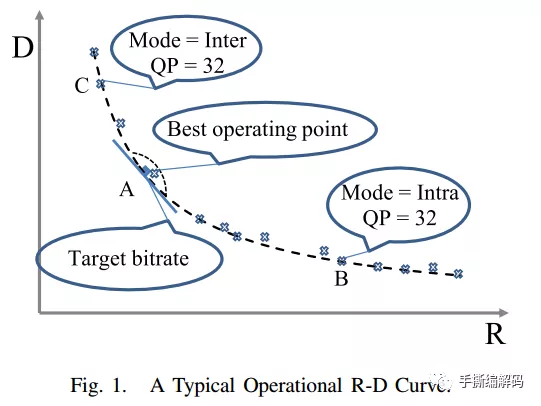 D
Mode = Inter
QP = 32
C
Best operating point
A
Mode = Intra
QP = 32
Target bitrate
B
R
Fig. 1. A Typical Operational R-D Curve.
手撕编解码